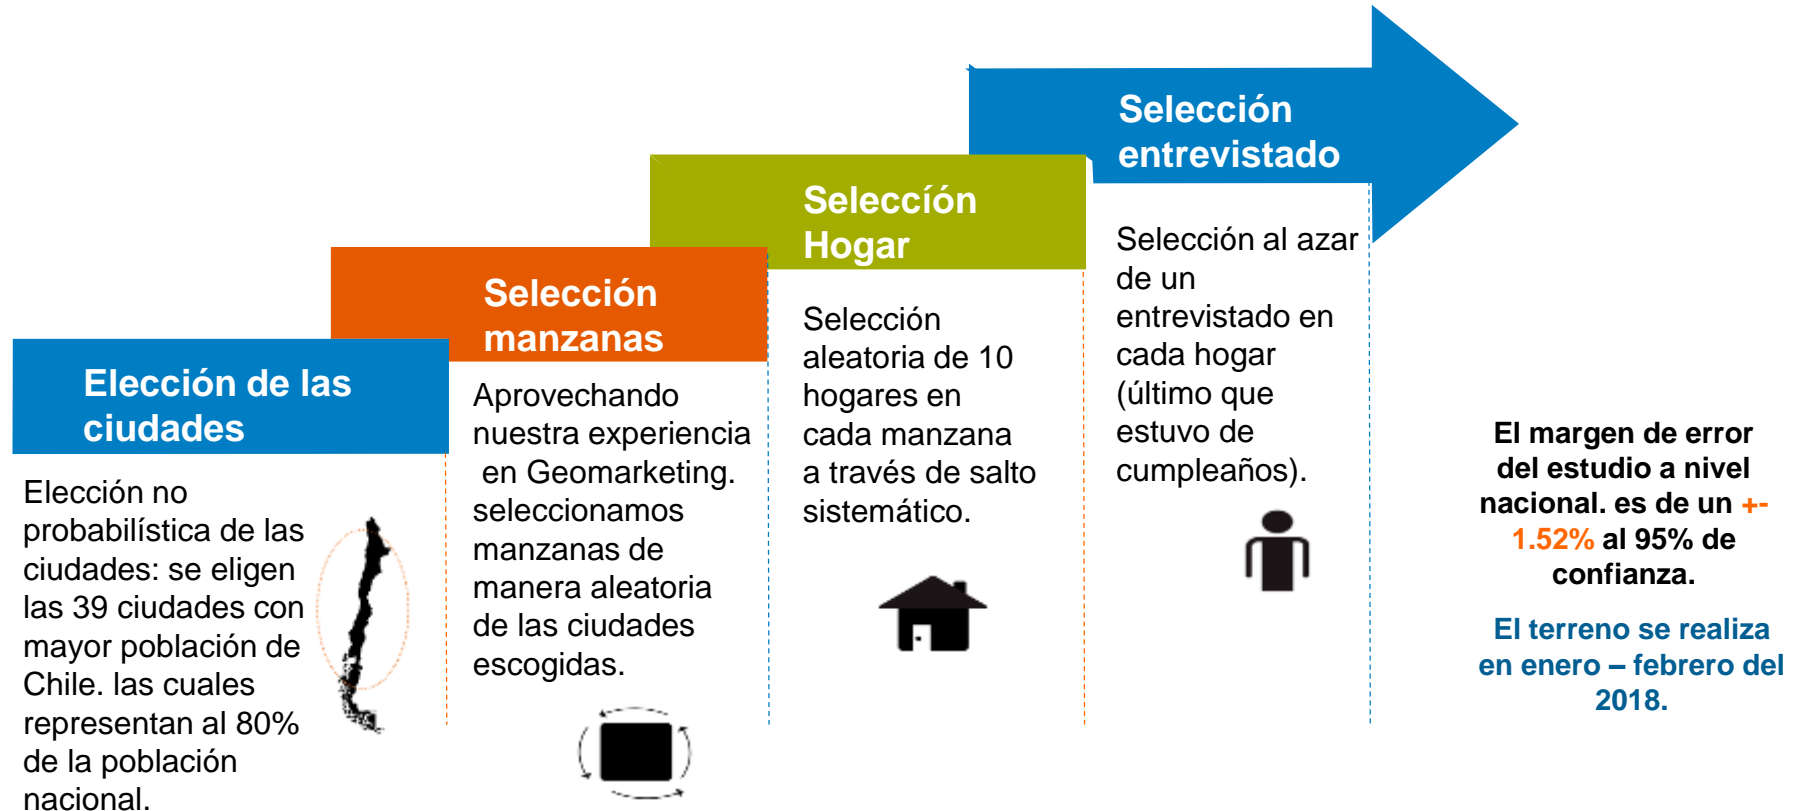 Elección de las
ciudades
Elección no
probabilística de las
ciudades: se eligen
las 39 ciudades con
mayor población de
Chile. las cuales
representan al 80%
de la población
nacional.
Selección
manzanas
Aprovechando
nuestra experiencia
en Geomarketing.
seleccionamos
manzanas de
manera aleatoria
de las ciudades
escogidas.
Seleccíón
Hogar
Selección
aleatoria de 10
hogares en
cada manzana
a través de salto
sistemático.
Selección
entrevistado
Selección al azar
de un
entrevistado en
cada hogar
(último que
estuvo de
cumpleaños).
El margen de error
del estudio a nivel
nacional. es de un +-
1.52% al 95% de
confianza.
El terreno se realiza
en enero – febrero del
2018.